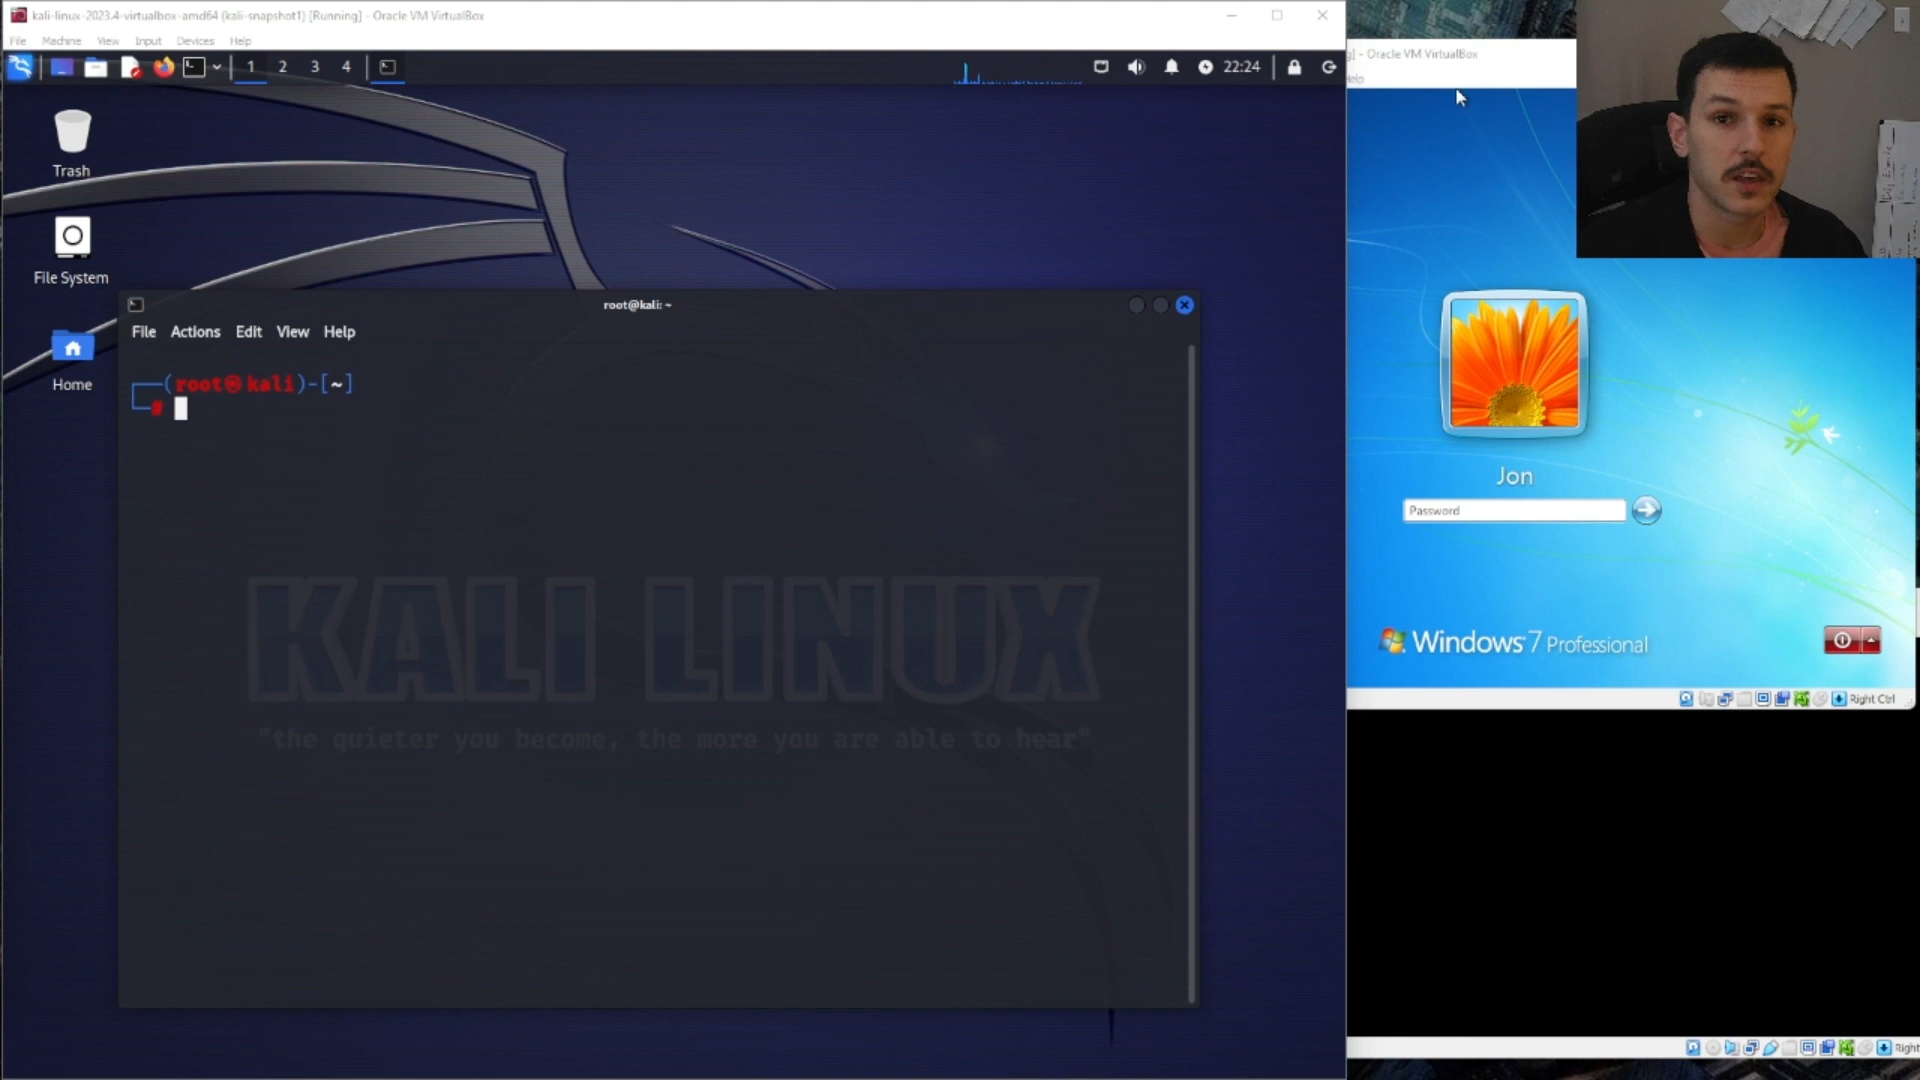 kali-linux-2023.4-virtualbox-amd64 (kali-snapshot1) [Running] - Oracle VM VirtualBox
File Machine View Input Devices Help
1 2 3 4 22:24
Trash
File System
Home
root@kali: ~
File Actions Edit View Help
(root㉿kali)-[~]
#
KALI LINUX
"the quieter you become, the more you are able to hear"
g] - Oracle VM VirtualBox
Help
Jon
Password
Windows 7 Professional
Right Ctrl
Right